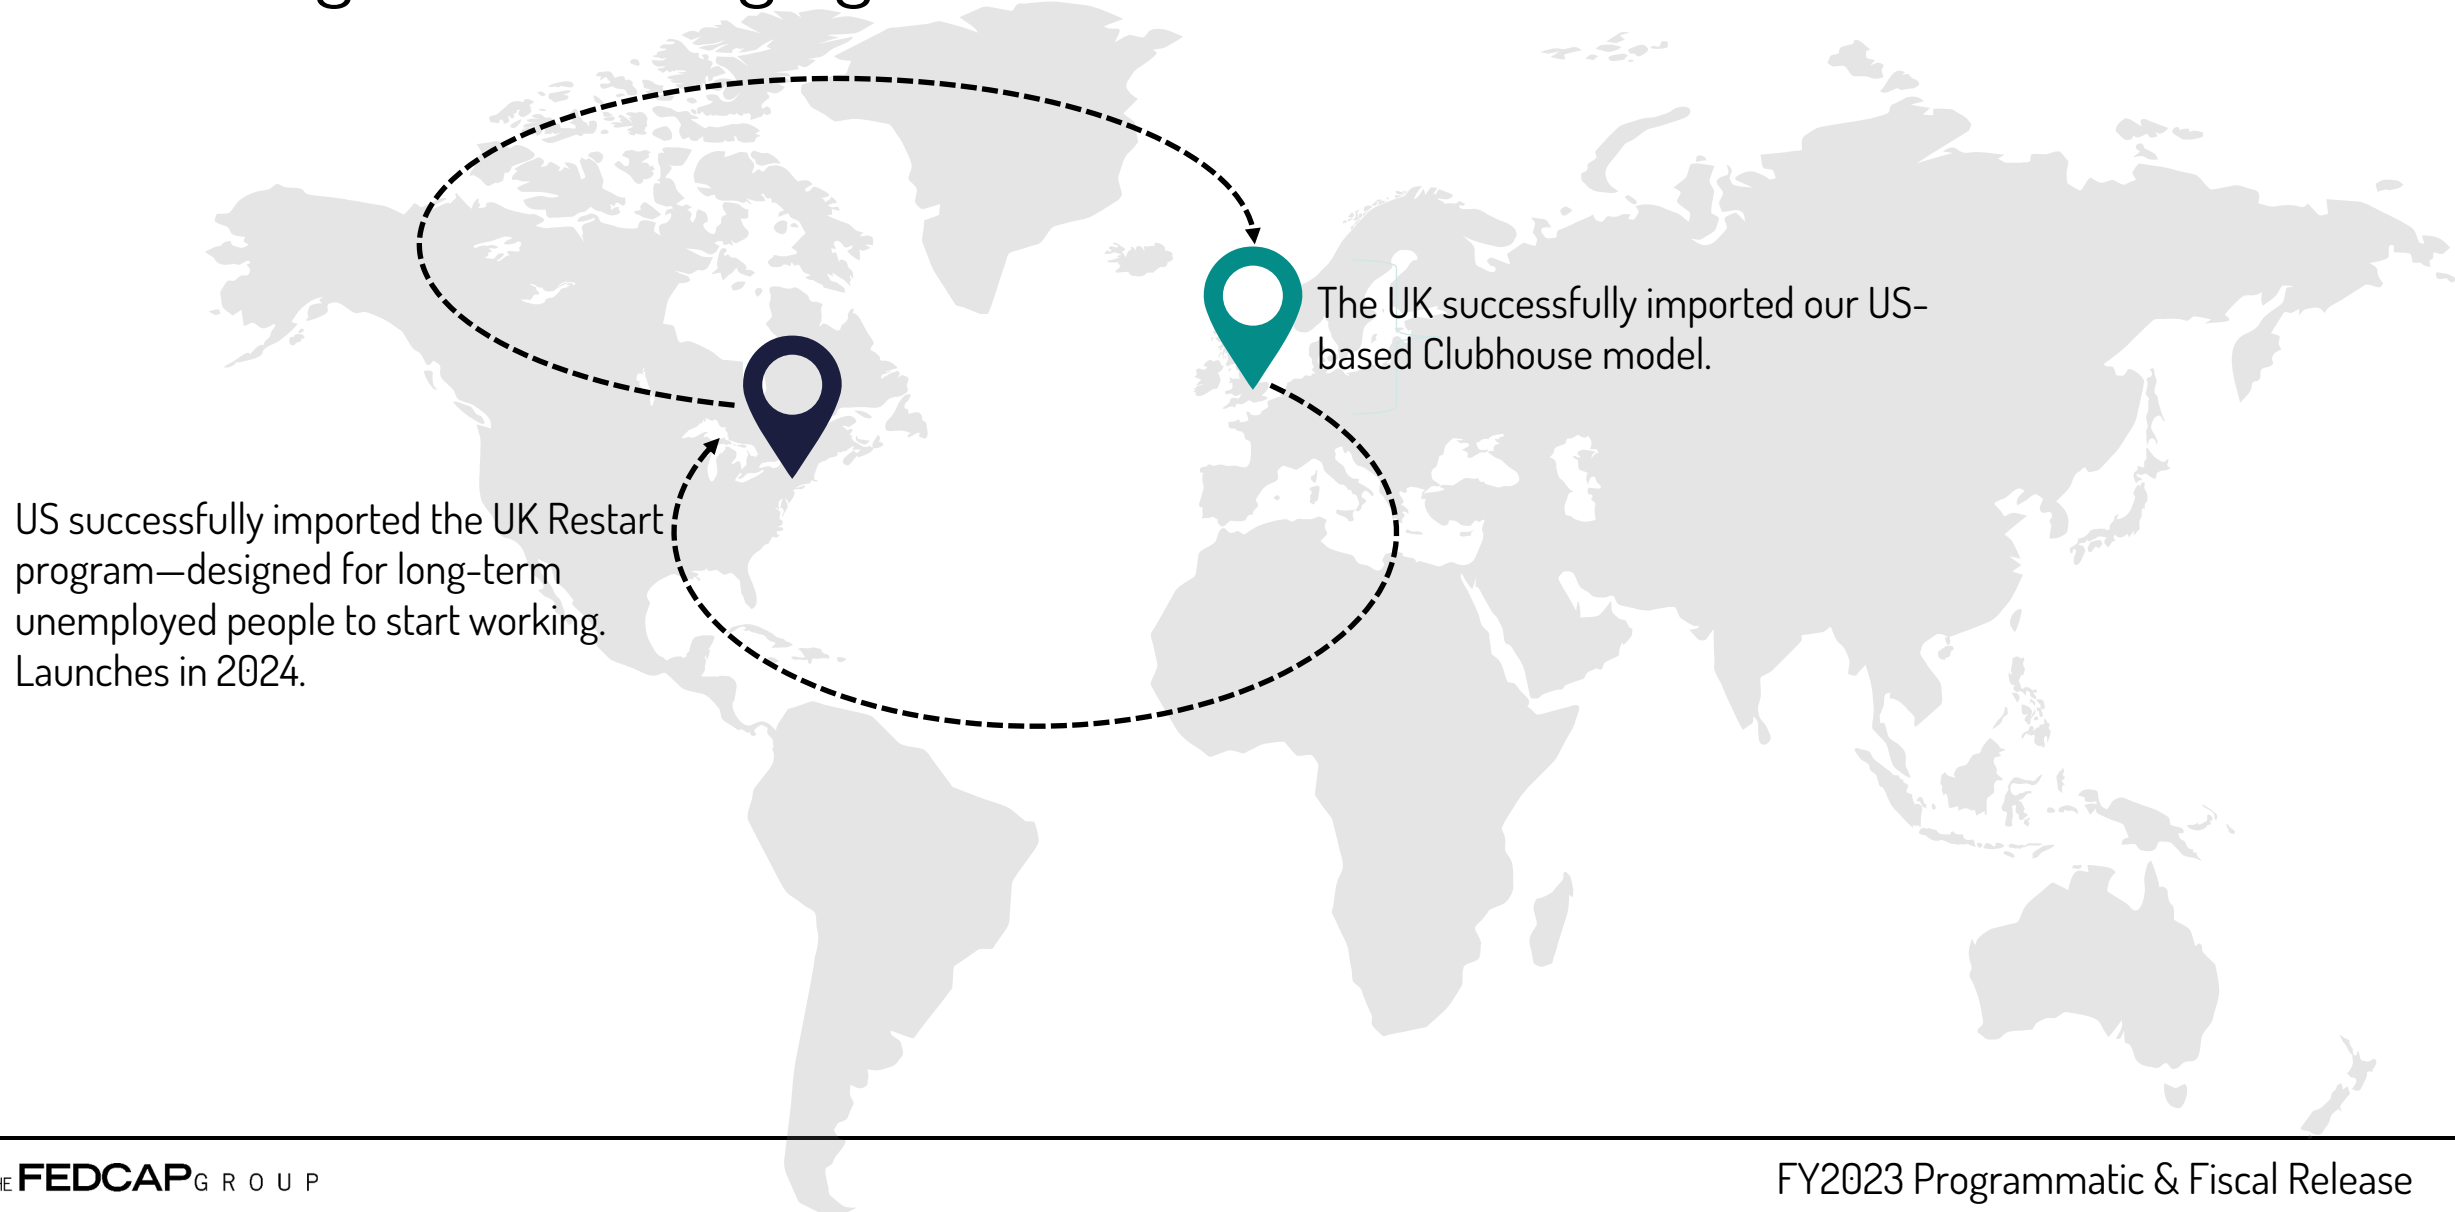 The UK successfully imported our US-
based Clubhouse model.
US successfully imported the UK Restart
program—designed for long-term
unemployed people to start working.
Launches in 2024.
FEDCAP GROUP
FY2023 Programmatic & Fiscal Release